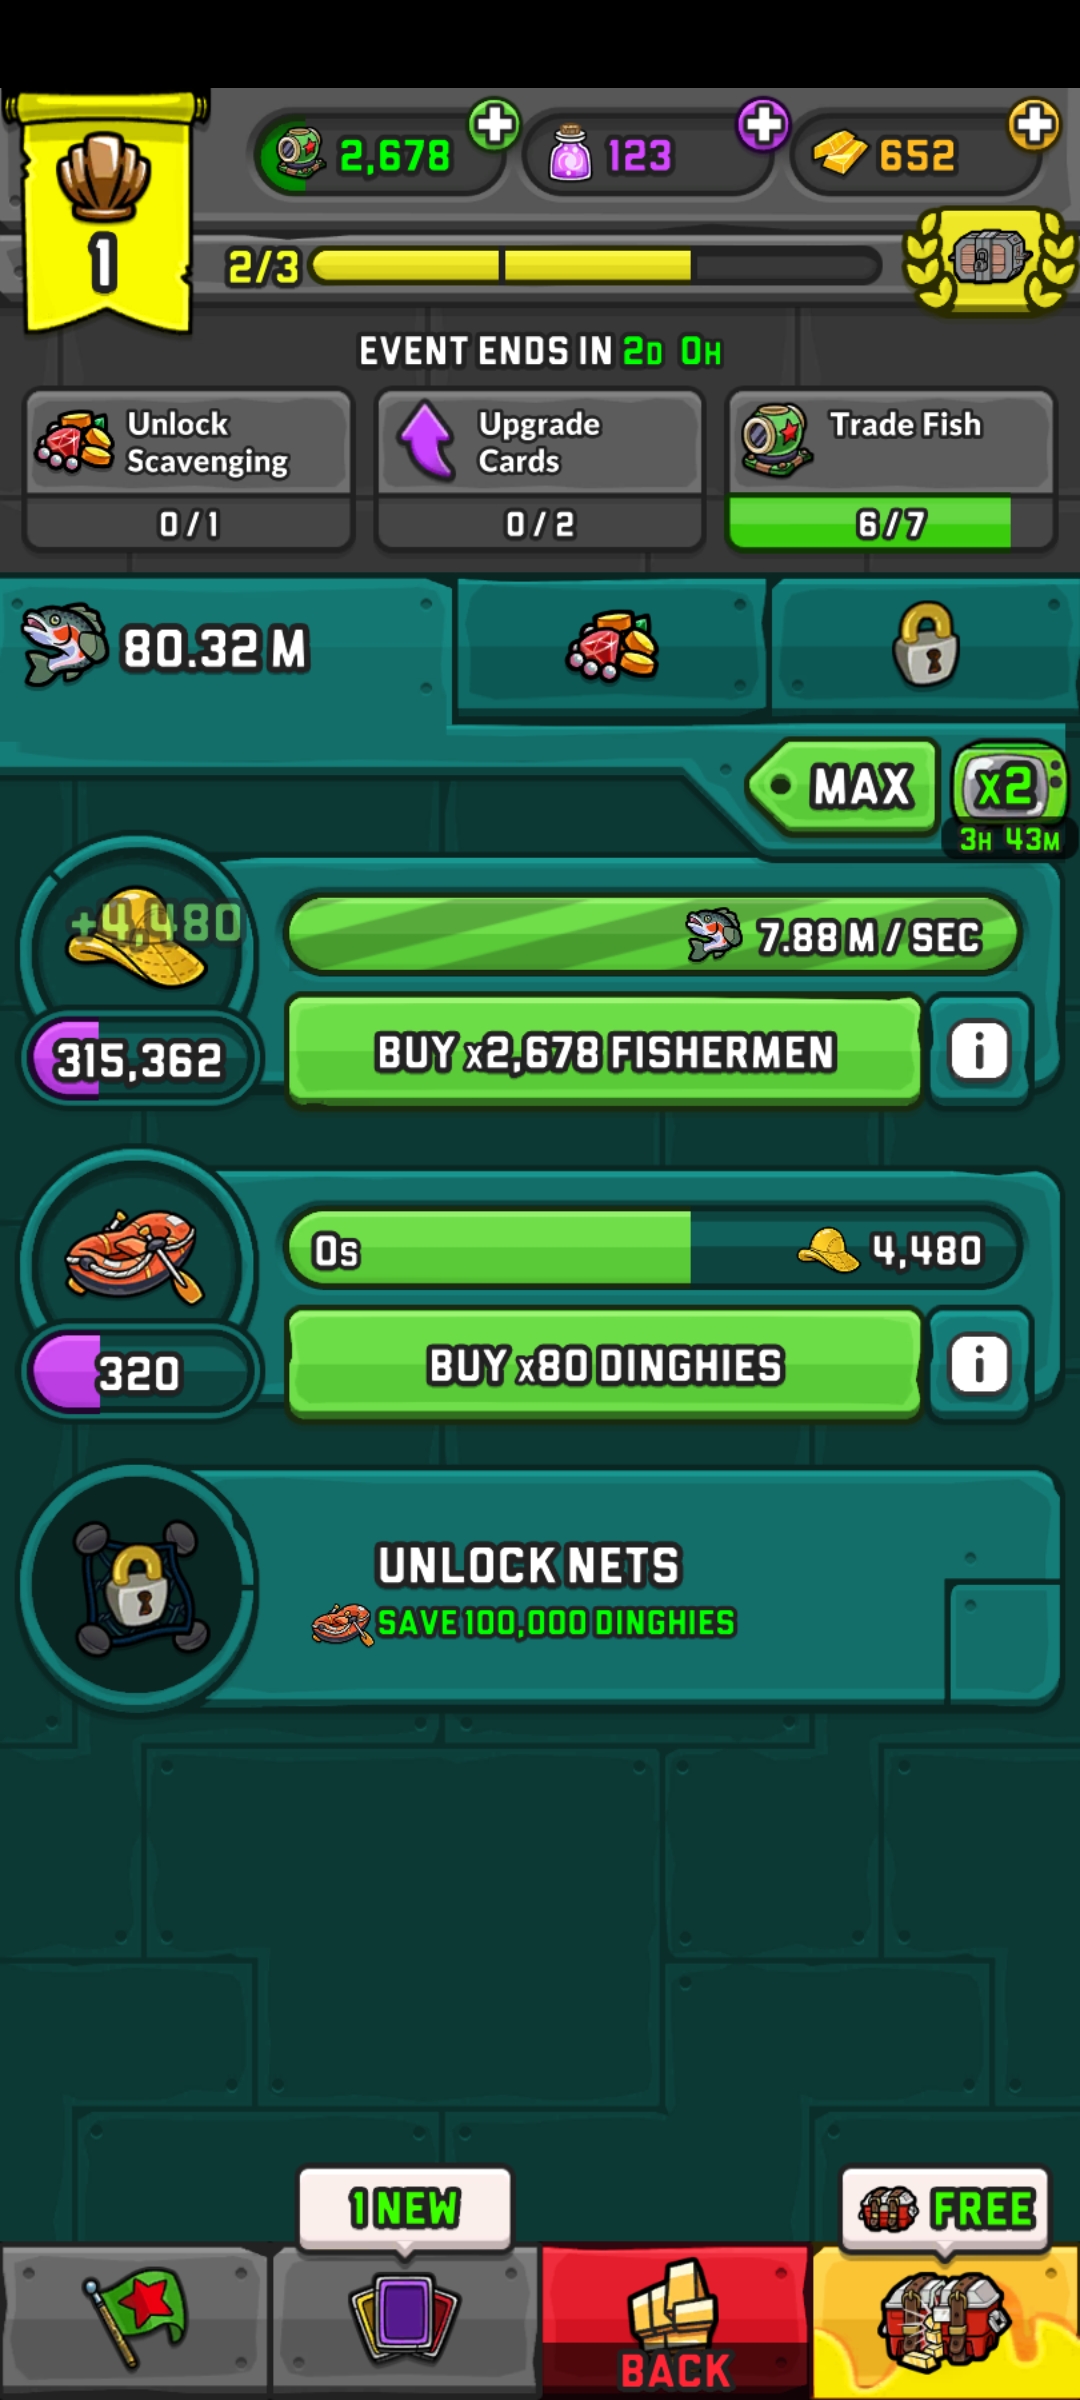 2,678
123
652
1
2/3
EVENT ENDS IN 2D 0H
Unlock
Scavenging
0 / 1
Upgrade
Cards
0 / 2
Trade Fish
6 / 7
80.32 M
MAX
x2
3H 43M
+4,480
7.88 M / SEC
315,362
BUY x2,678 FISHERMEN
i
0s
4,480
320
BUY x80 DINGHIES
i
UNLOCK NETS
SAVE 100,000 DINGHIES
1 NEW
FREE
BACK